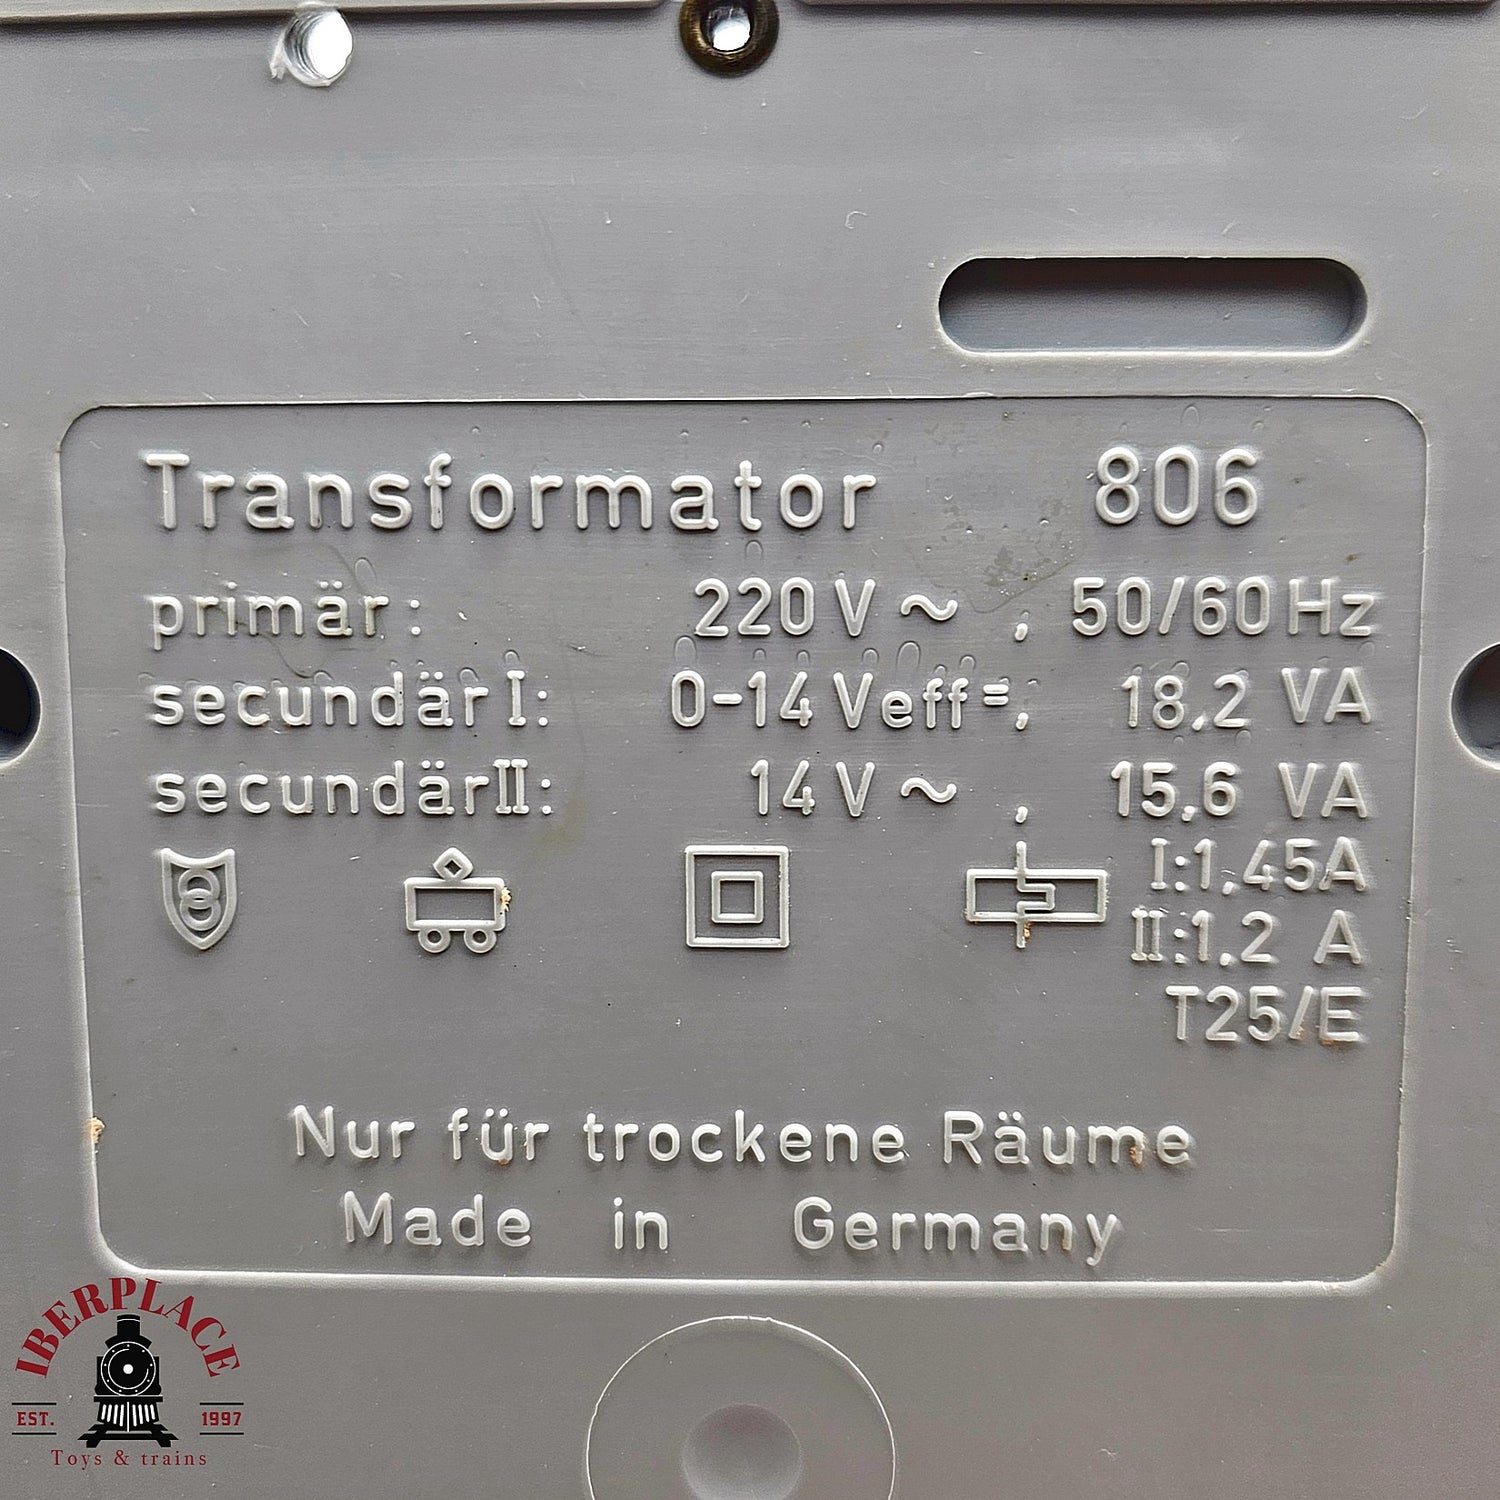 Transformator 806
primär: 220 V ~ , 50/60 Hz
secundär I: 0-14 Veff =, 18,2 VA
secundär II: 14 V ~ , 15,6 VA
I: 1,45A
II: 1,2 A
T25/E
Nur für trockene Räume
Made in Germany
IBERPLACE
EST. 1997
Toys & trains